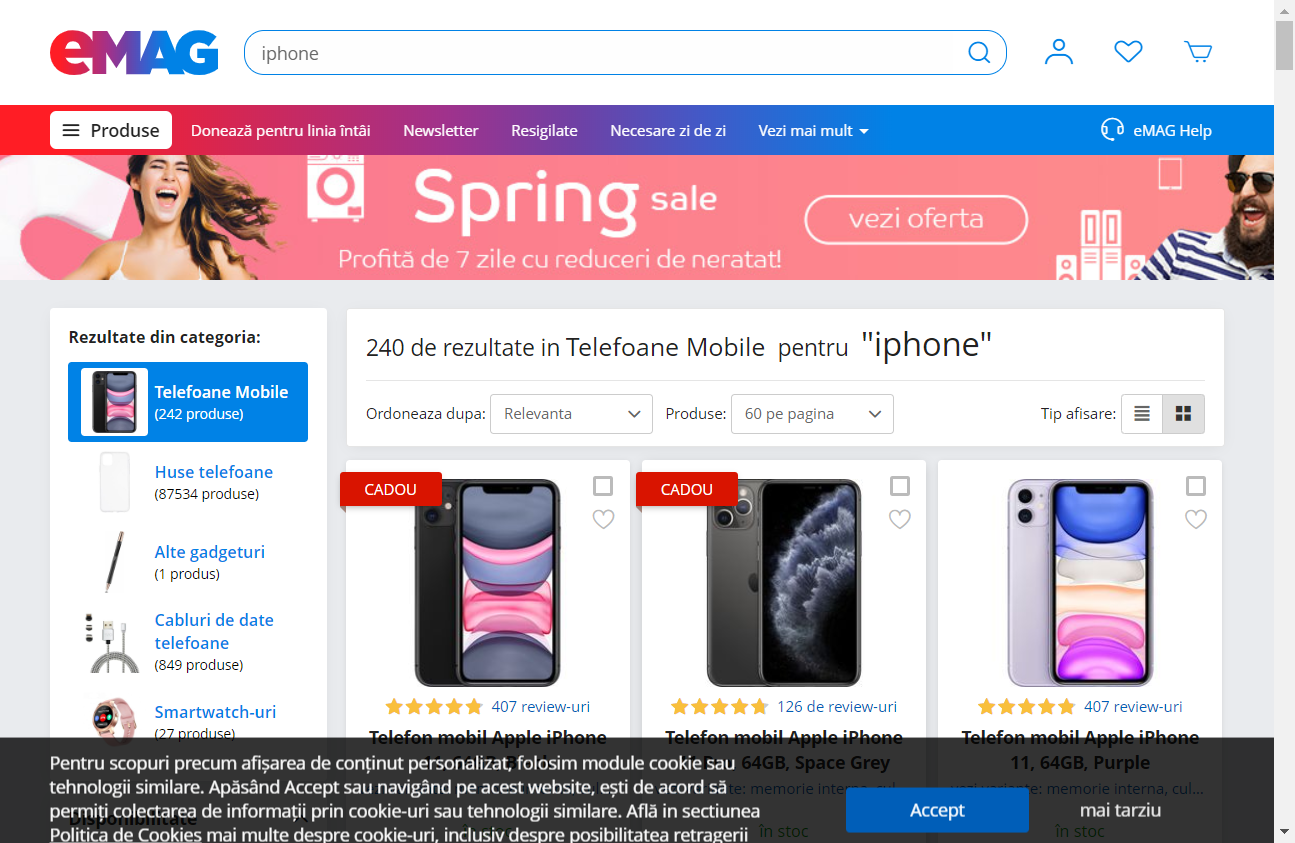 eMAG
iphone
Produse
Donează pentru linia întâi
Newsletter
Resigilate
Necesare zi de zi
Vezi mai mult
eMAG Help
Spring sale
vezi oferta
Profită de 7 zile cu reduceri de neratat!
Rezultate din categoria:
Telefoane Mobile
(242 produse)
Huse telefoane
(87534 produse)
Alte gadgeturi
(1 produs)
Cabluri de date
telefoane
(849 produse)
Smartwatch-uri
(27 produse)
Disponibilitate
240 de rezultate in Telefoane Mobile pentru "iphone"
Ordoneaza dupa:
Relevanta
Produse:
60 pe pagina
Tip afisare:
CADOU
407 review-uri
Telefon mobil Apple iPhone
CADOU
126 de review-uri
Telefon mobil Apple iPhone
64GB, Space Grey
memorie interna, cul...
în stoc
407 review-uri
Telefon mobil Apple iPhone
11, 64GB, Purple
vezi variante: memorie interna, cul...
în stoc
Pentru scopuri precum afișarea de conținut personalizat, folosim module cookie sau
tehnologii similare. Apăsând Accept sau navigând pe acest website, ești de acord să
permiți colectarea de informații prin cookie-uri sau tehnologii similare. Află in sectiunea
Politica de Cookies mai multe despre cookie-uri, inclusiv despre posibilitatea retragerii
Accept
mai tarziu